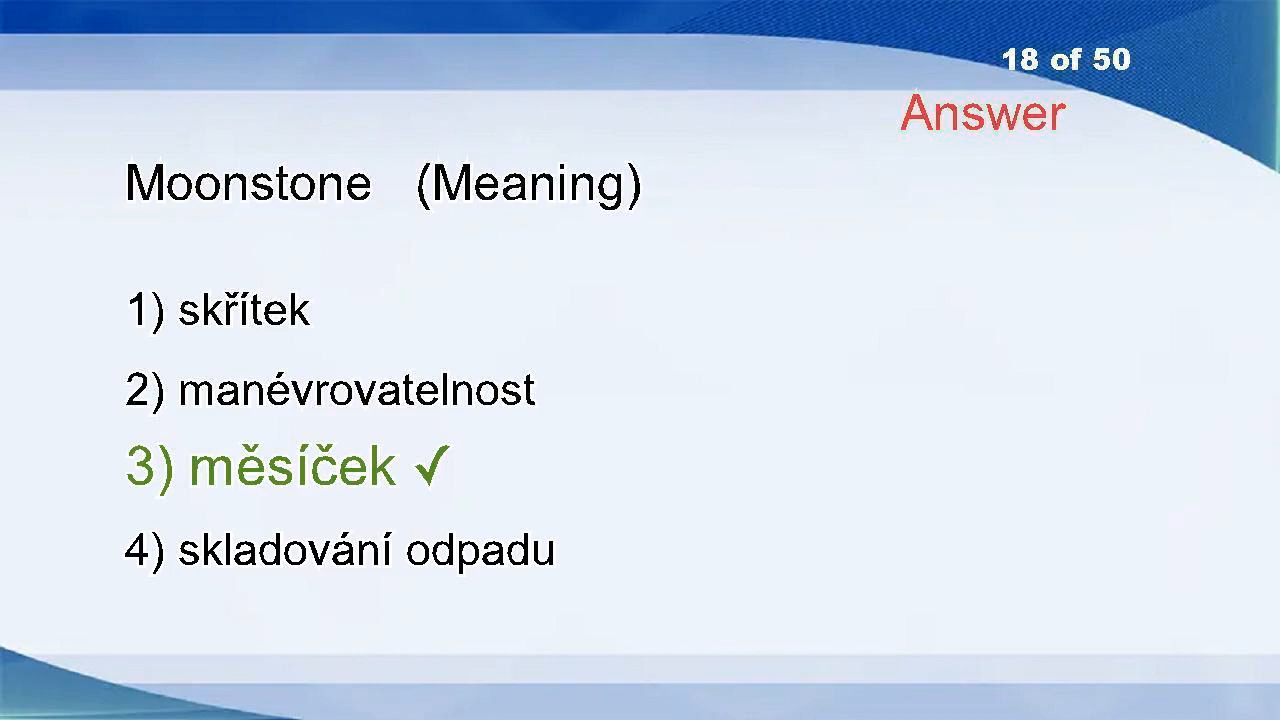 18 of 50
Answer
Moonstone (Meaning)
1) skřítek
2) manévrovatelnost
3) měsíček ✓
4) skladování odpadu